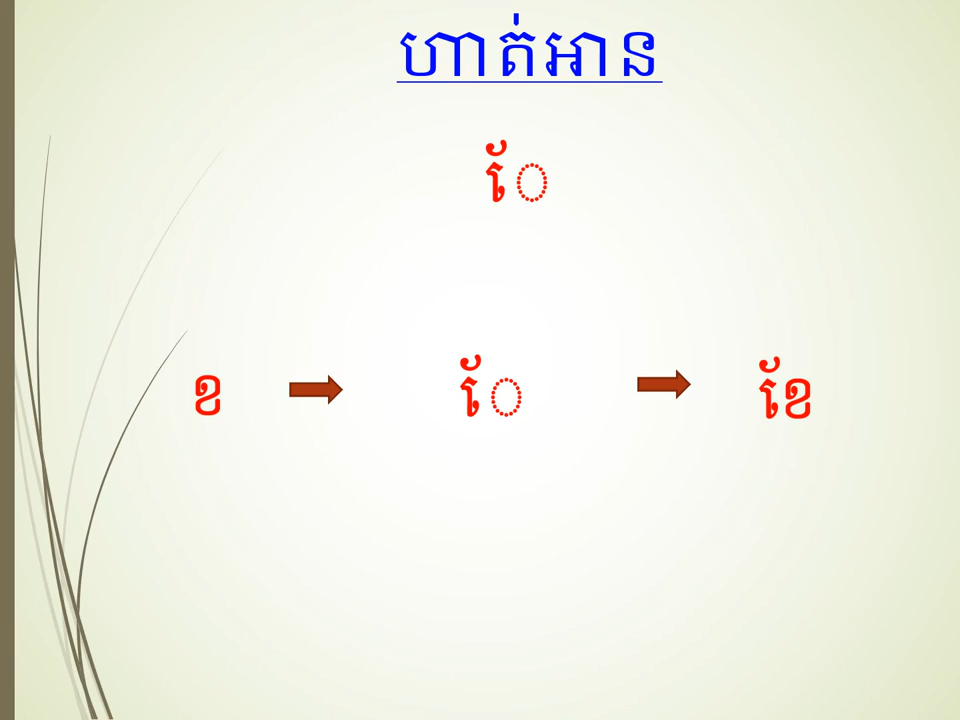 ហាត់អាន
ែ
ខ ែ ខែ